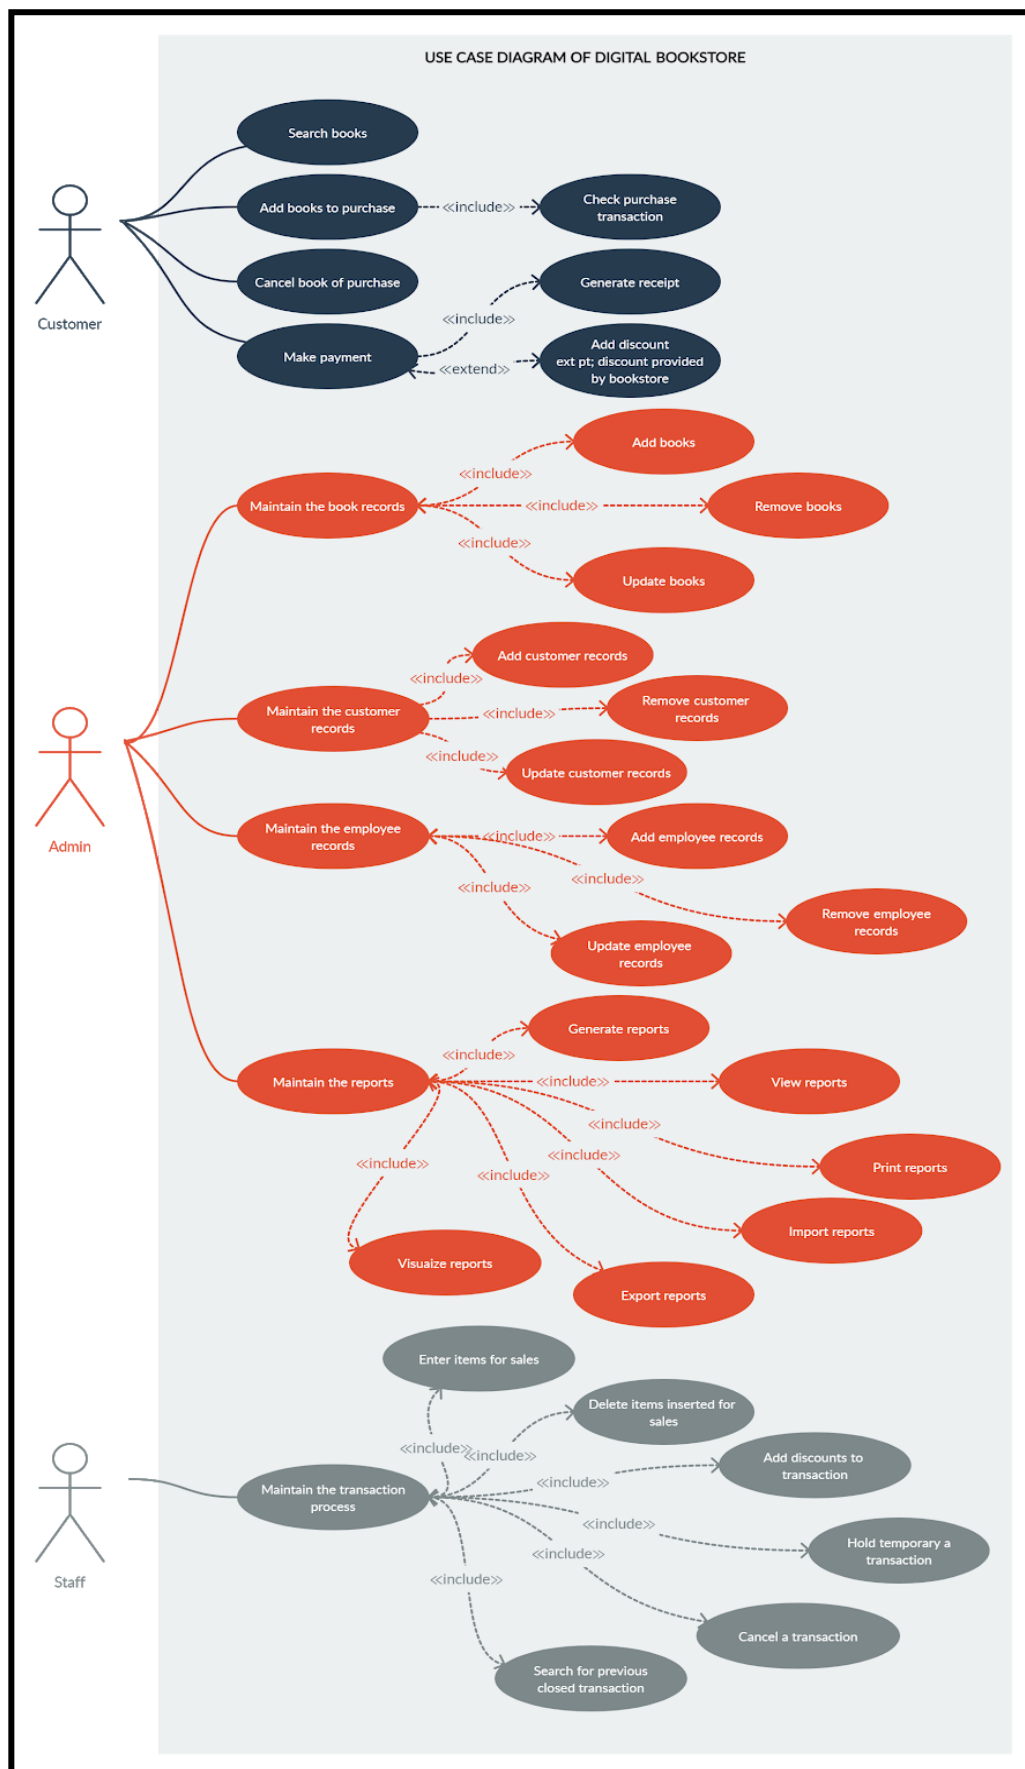 USE CASE DIAGRAM OF DIGITAL BOOKSTORE
Search books
Add books to purchase
«include»
Check purchase
transaction
Cancel book of purchase
Generate receipt
«include»
Customer
Make payment
«extend»
Add discount
ext pt; discount provided
by bookstore
Add books
«include»
Maintain the book records
«include»
Remove books
«include»
Update books
Add customer records
«include»
Maintain the customer
records
«include»
Remove customer
records
«include»
Update customer records
Admin
Maintain the employee
records
«include»
Add employee records
«include»
«include»
Remove employee
records
Update employee
records
Generate reports
«include»
Maintain the reports
«include»
View reports
«include»
«include»
«include»
«include»
Print reports
Import reports
Visuaize reports
Export reports
Enter items for sales
Delete items inserted for
sales
«include»
«include»
Add discounts to
transaction
«include»
Maintain the transaction
process
«include»
Hold temporary a
transaction
«include»
«include»
Staff
Cancel a transaction
Search for previous
closed transaction